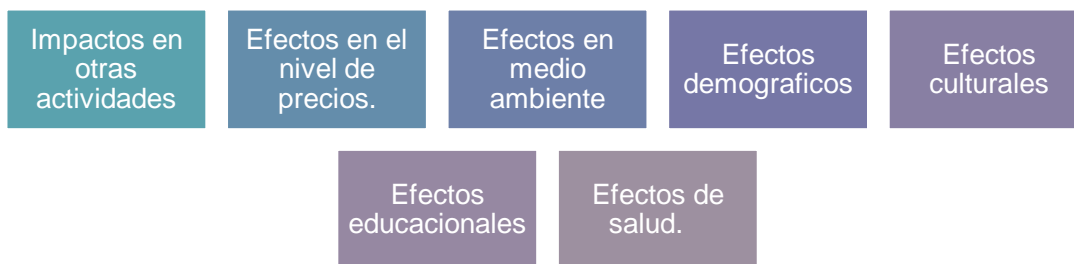 Impactos en
otras
actividades
Efectos en el
nivel de
precios.
Efectos en
medio
ambiente
Efectos
demograficos
Efectos
culturales
Efectos
educacionales
Efectos de
salud.